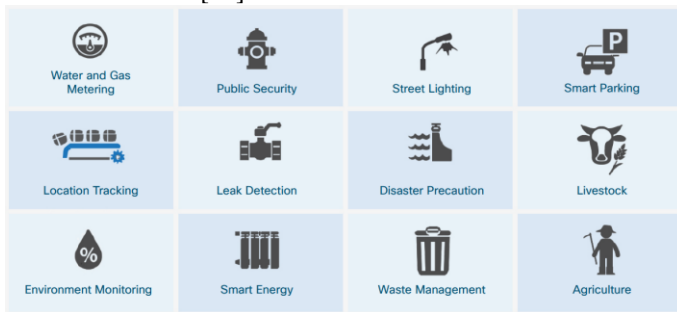 Water and Gas
Metering
Public Security
Street Lighting
P
Smart Parking
Location Tracking
Leak Detection
Disaster Precaution
Livestock
%
Environment Monitoring
Smart Energy
Waste Management
Agriculture